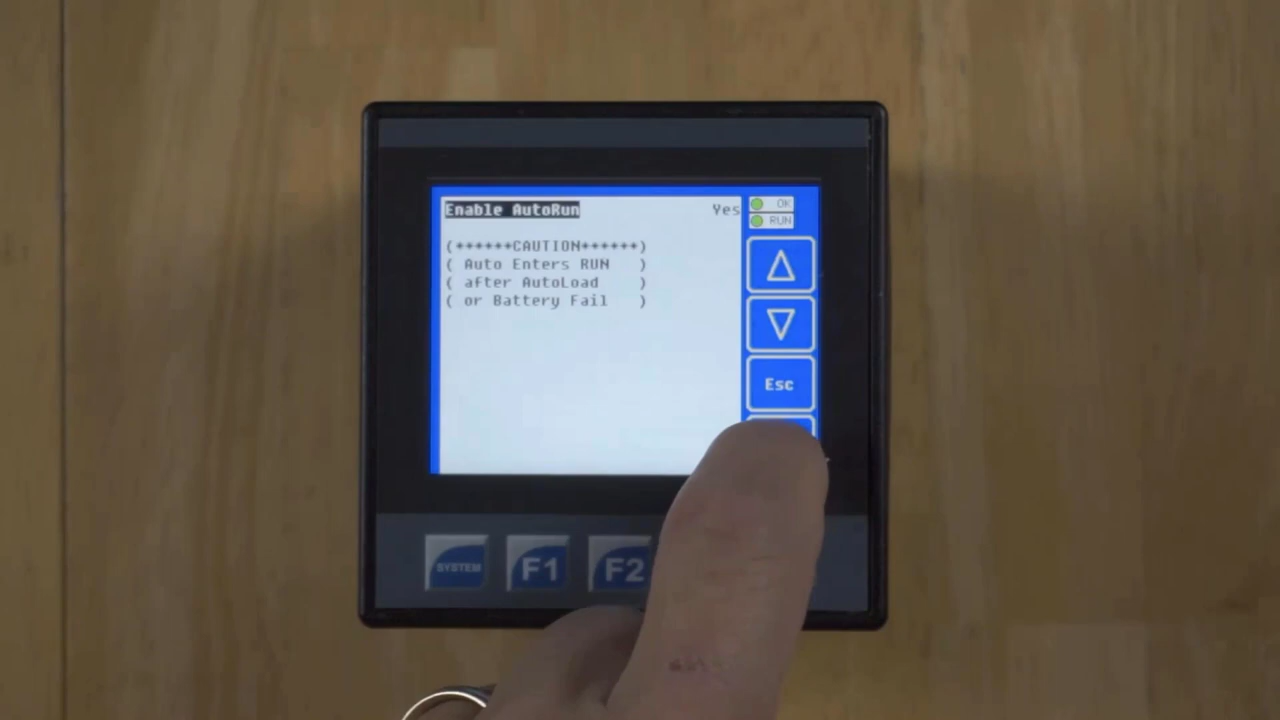 Enable AutoRun Yes
(******CAUTION******)
( Auto Enters RUN )
( after AutoLoad )
( or Battery Fail )
OK
RUN
Esc
SYSTEM F1 F2